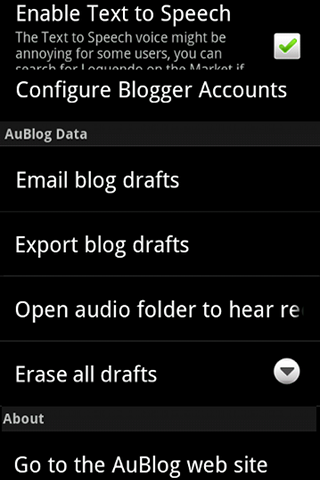 Enable Text to Speech
The Text to Speech voice might be
annoying for some users, you can
search for Loquendo on the Market if
Configure Blogger Accounts
AuBlog Data
Email blog drafts
Export blog drafts
Open audio folder to hear re
Erase all drafts
About
Go to the AuBlog web site